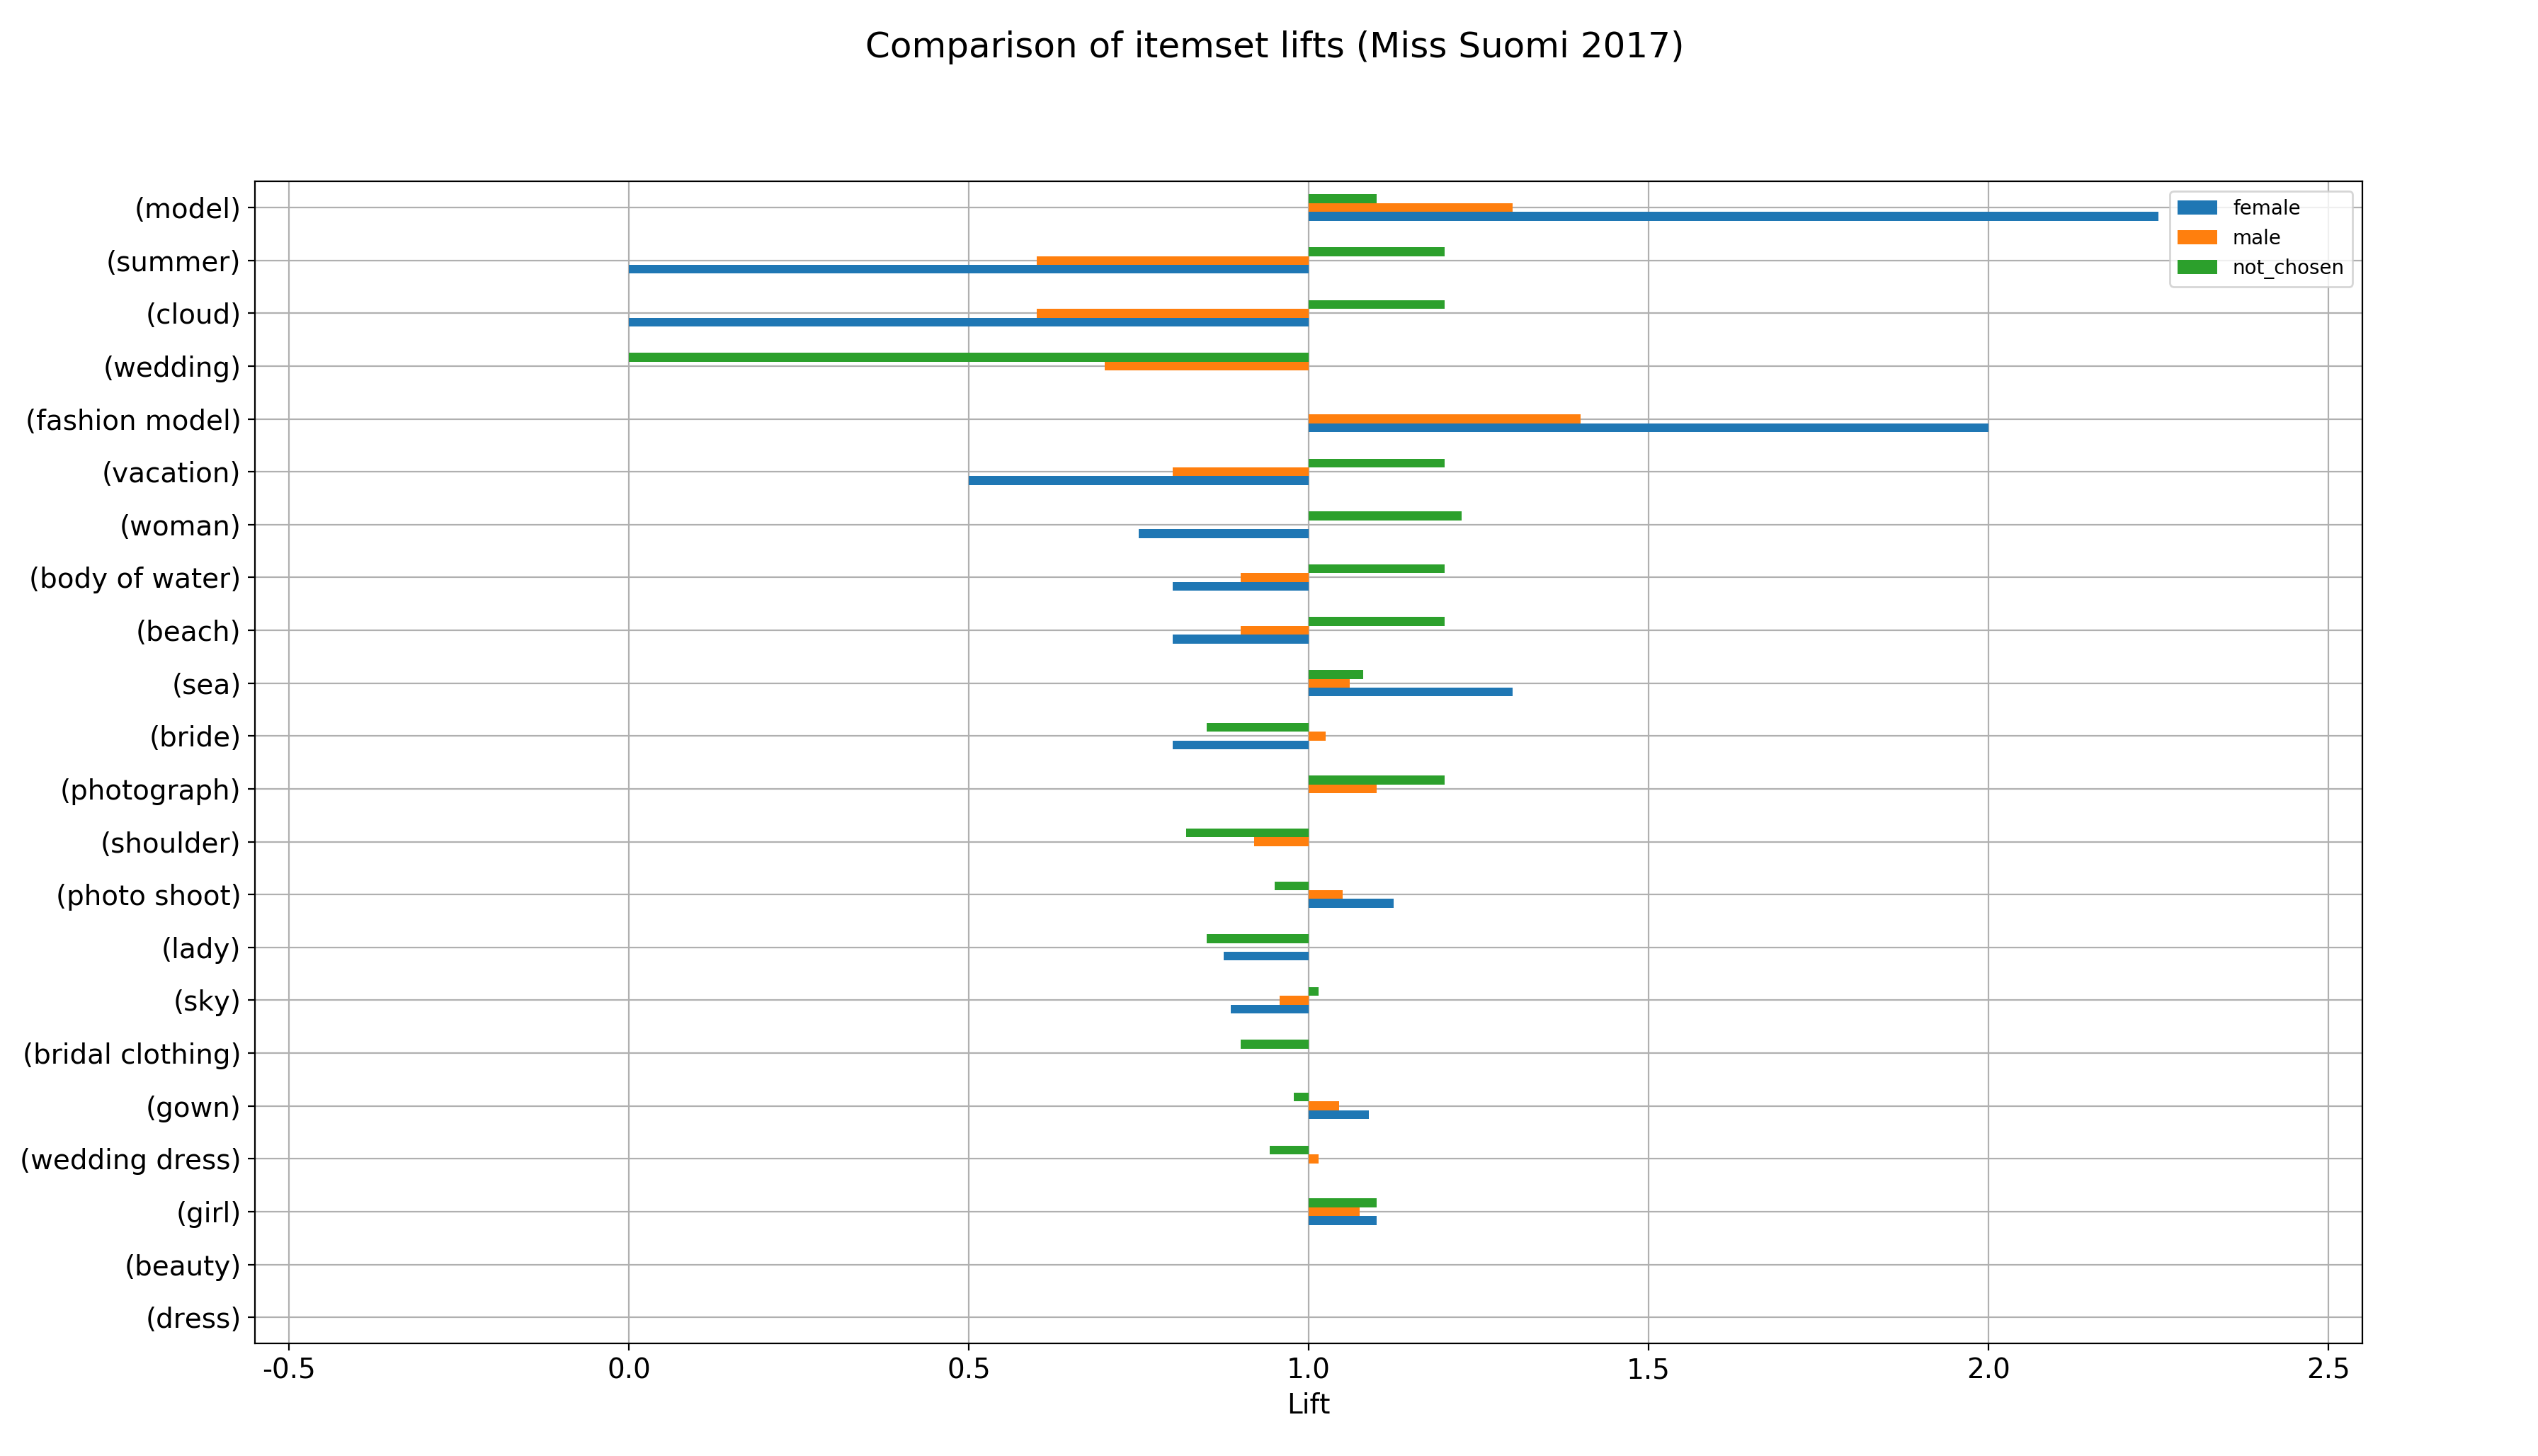 Comparison of itemset lifts (Miss Suomi 2017)
(model)
(summer)
(cloud)
(wedding)
(fashion model)
(vacation)
(woman)
(body of water)
(beach)
(sea)
(bride)
(photograph)
(shoulder)
(photo shoot)
(lady)
(sky)
(bridal clothing)
(gown)
(wedding dress)
(girl)
(beauty)
(dress)
female
male
not_chosen
-0.5 0.0 0.5 1.0 1.5 2.0 2.5
Lift